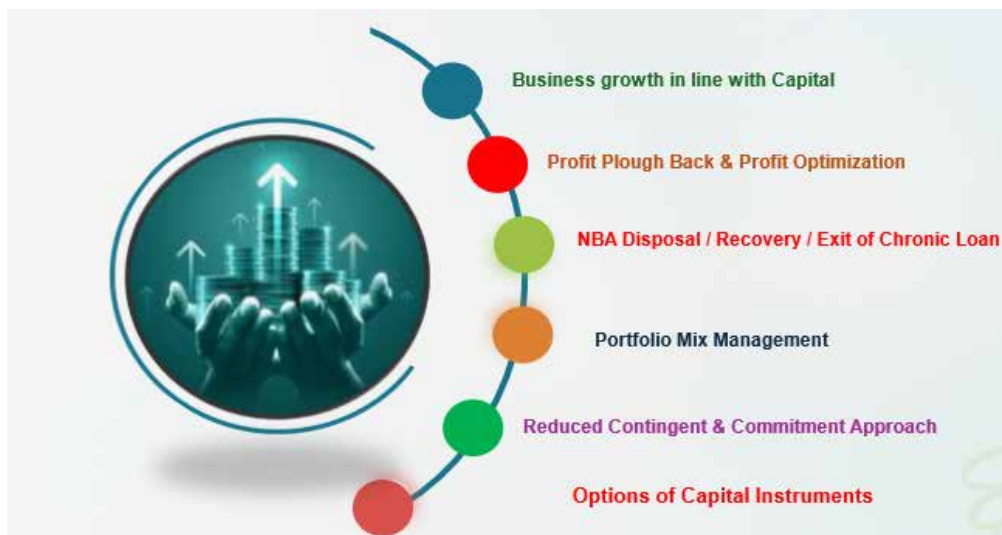 Business growth in line with Capital
Profit Plough Back & Profit Optimization
NBA Disposal / Recovery / Exit of Chronic Loan
Portfolio Mix Management
Reduced Contingent & Commitment Approach
Options of Capital Instruments